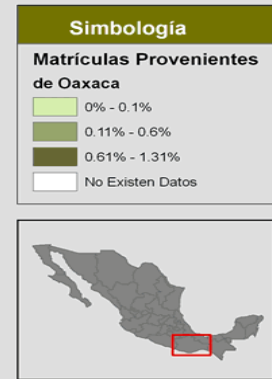 Simbología
Matrículas Provenientes
de Oaxaca
0% - 0.1%
0.11% - 0.6%
0.61% - 1.31%
No Existen Datos